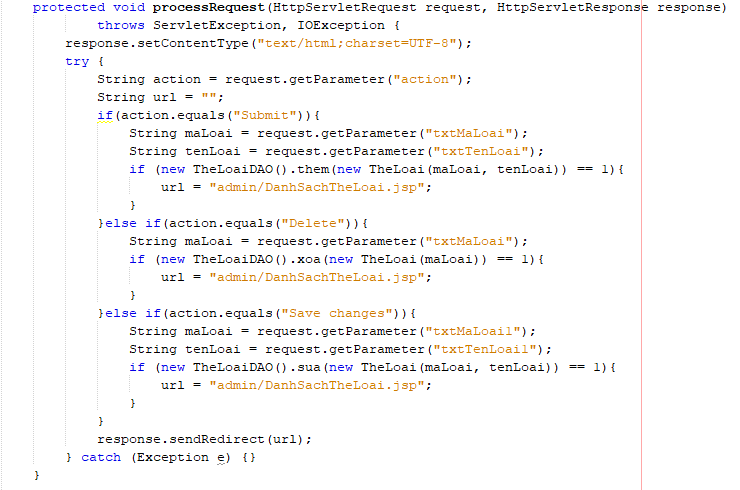 protected void processRequest(HttpServletRequest request, HttpServletResponse response)
        throws ServletException, IOException {
    response.setContentType("text/html;charset=UTF-8");
    try {
        String action = request.getParameter("action");
        String url = "";
        if(action.equals("Submit")){
            String maLoai = request.getParameter("txtMaLoai");
            String tenLoai = request.getParameter("txtTenLoai");
            if (new TheLoaiDAO().them(new TheLoai(maLoai, tenLoai)) == 1){
                url = "admin/DanhSachTheLoai.jsp";
            }
        }else if(action.equals("Delete")){
            String maLoai = request.getParameter("txtMaLoai");
            if (new TheLoaiDAO().xoa(new TheLoai(maLoai)) == 1){
                url = "admin/DanhSachTheLoai.jsp";
            }
        }else if(action.equals("Save changes")){
            String maLoai = request.getParameter("txtMaLoai1");
            String tenLoai = request.getParameter("txtTenLoai1");
            if (new TheLoaiDAO().sua(new TheLoai(maLoai, tenLoai)) == 1){
                url = "admin/DanhSachTheLoai.jsp";
            }
        }
        response.sendRedirect(url);
    } catch (Exception e) {}
}